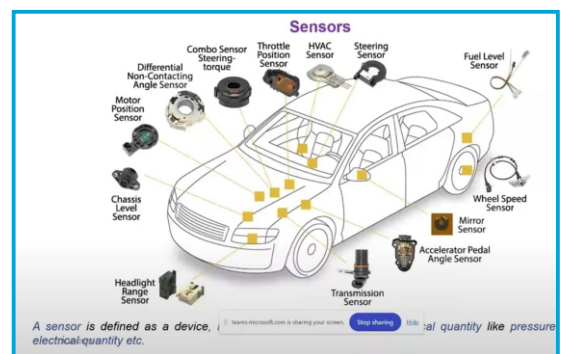 Sensors
Combo Sensor
Steering-
torque
Throttle
Position
Sensor
HVAC
Sensor
Steering
Sensor
Fuel Level
Sensor
Differential
Non-Contacting
Angle Sensor
Motor
Position
Sensor
Chassis
Level
Sensor
Wheel Speed
Sensor
Mirror
Sensor
Accelerator Pedal
Angle Sensor
Headlight
Range
Sensor
Transmission
Sensor
A sensor is defined as a device,
teams.microsoft.com is sharing your screen.
Stop sharing
Hide
cal quantity like pressure
electrical quantity etc.